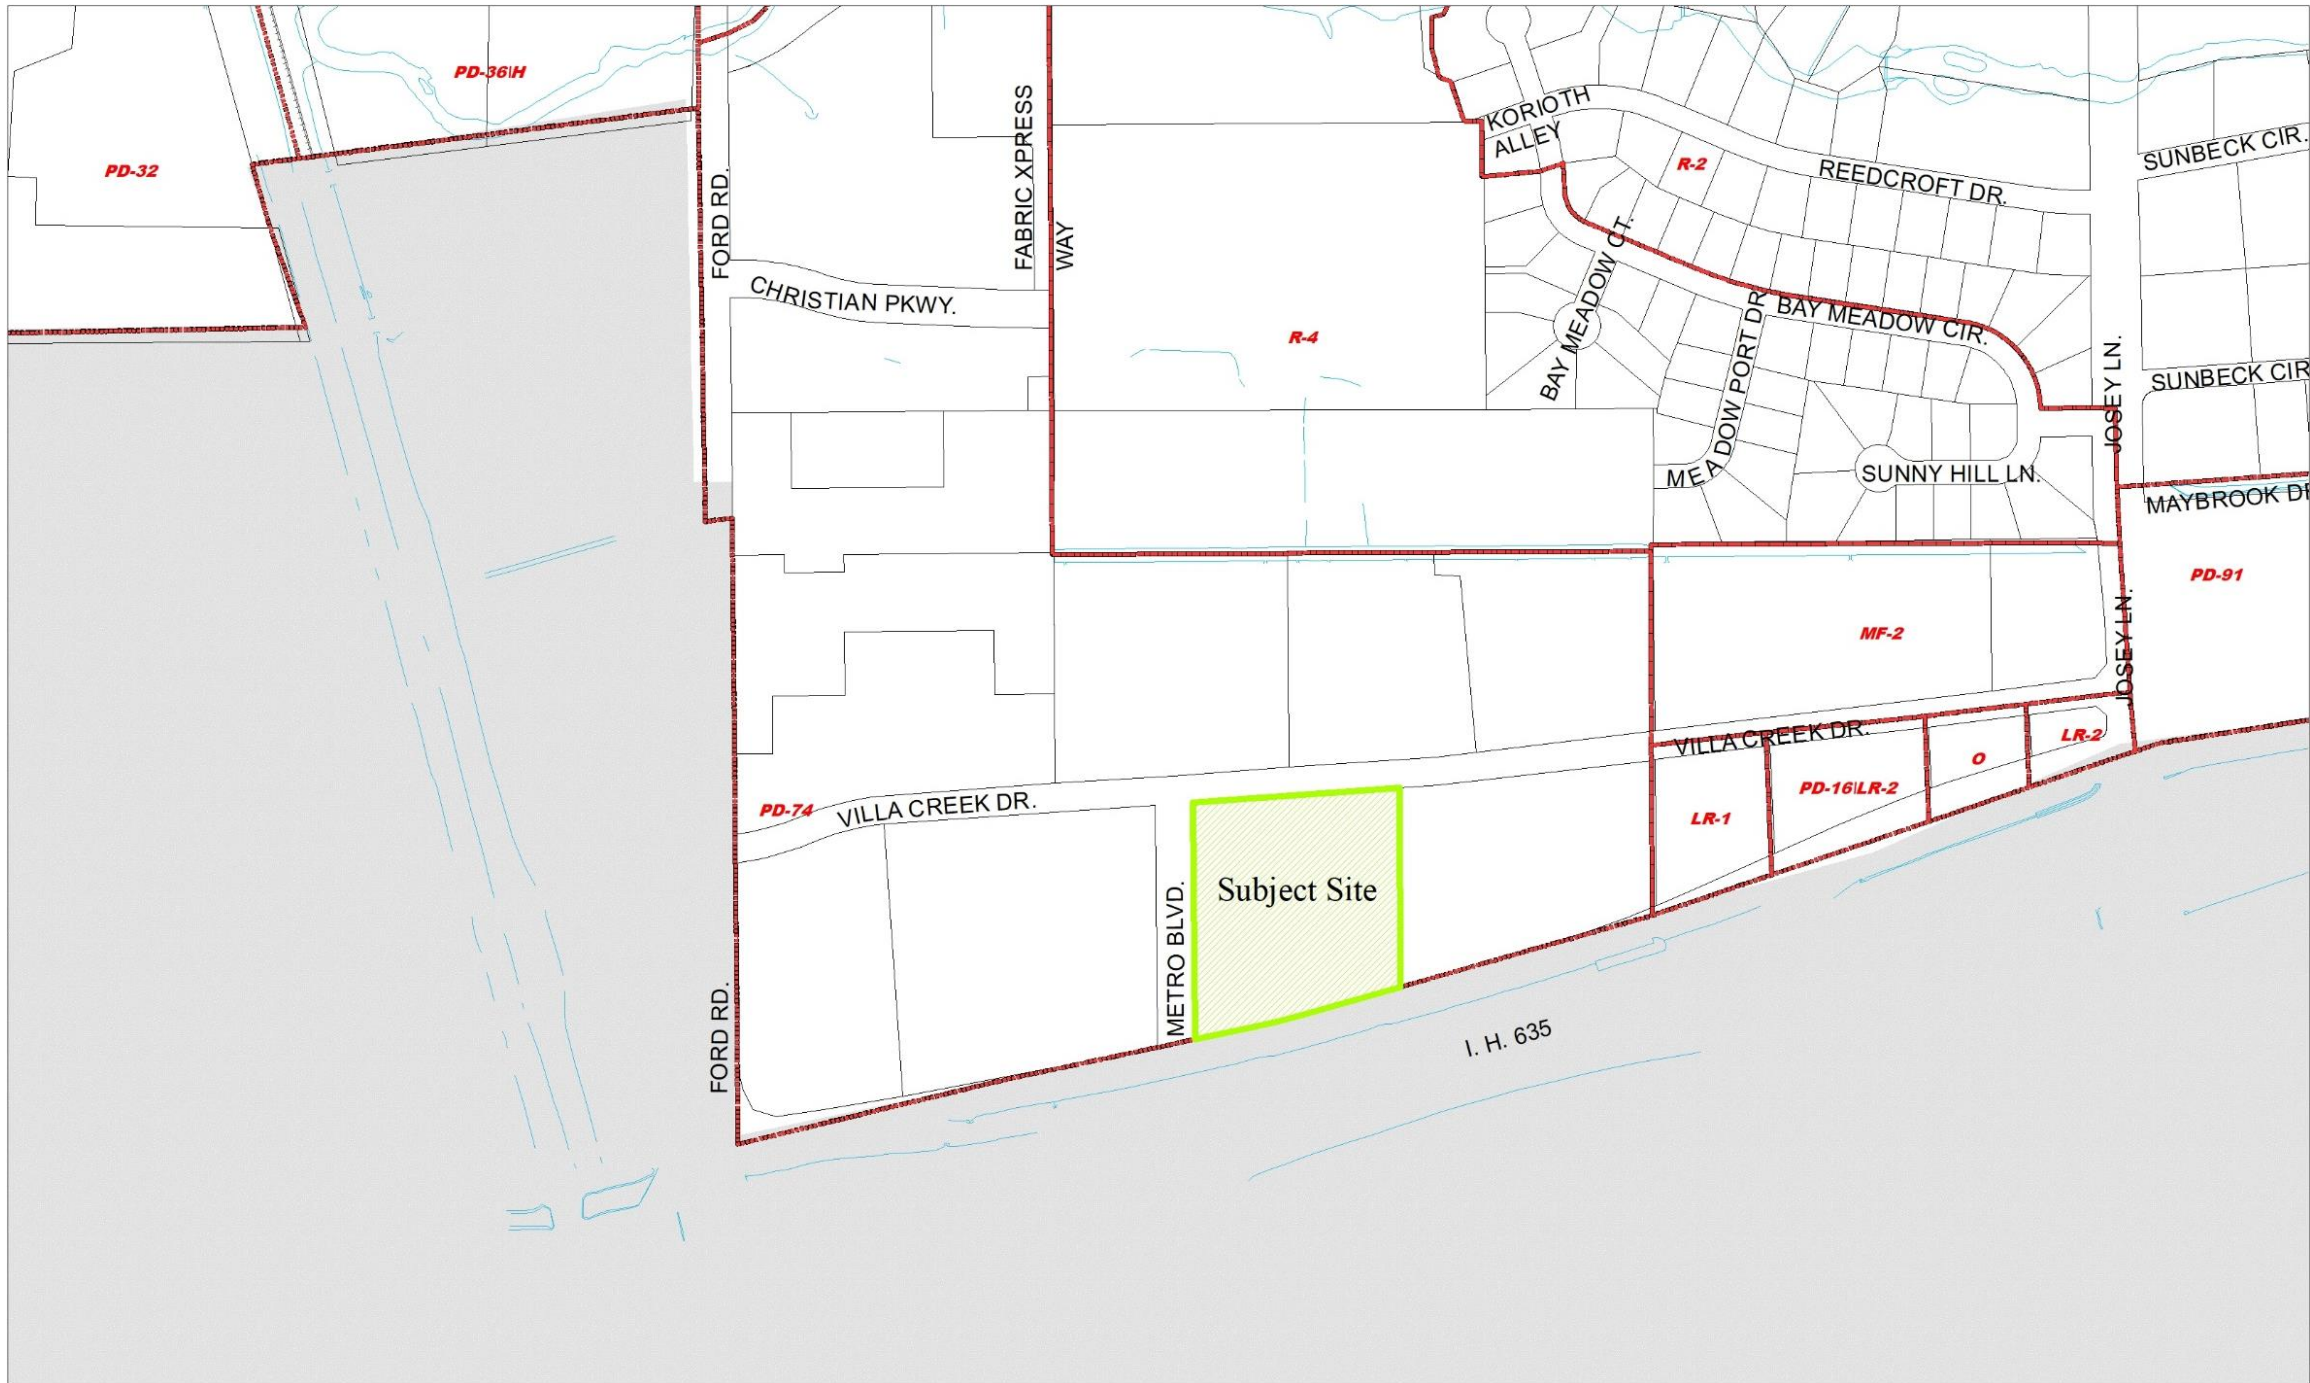 PD-36\H
KORIOTH
ALLEY
FABRIC XPRESS
WAY
SUNBECK CIR.
R-2
PD-32
REEDCROFT DR.
FORD RD.
BAY MEADOW CT.
CHRISTIAN PKWY.
BAY MEADOW CIR.
R-4
MEADOW PORT DR
JOSEY LN.
SUNBECK CIR
SUNNY HILL LN.
MAYBROOK DR
PD-91
MF-2
JOSEY LN.
VILLA CREEK DR.
LR-2
O
PD-16\LR-2
PD-74
VILLA CREEK DR.
LR-1
Subject Site
METRO BLVD.
FORD RD.
I. H. 635